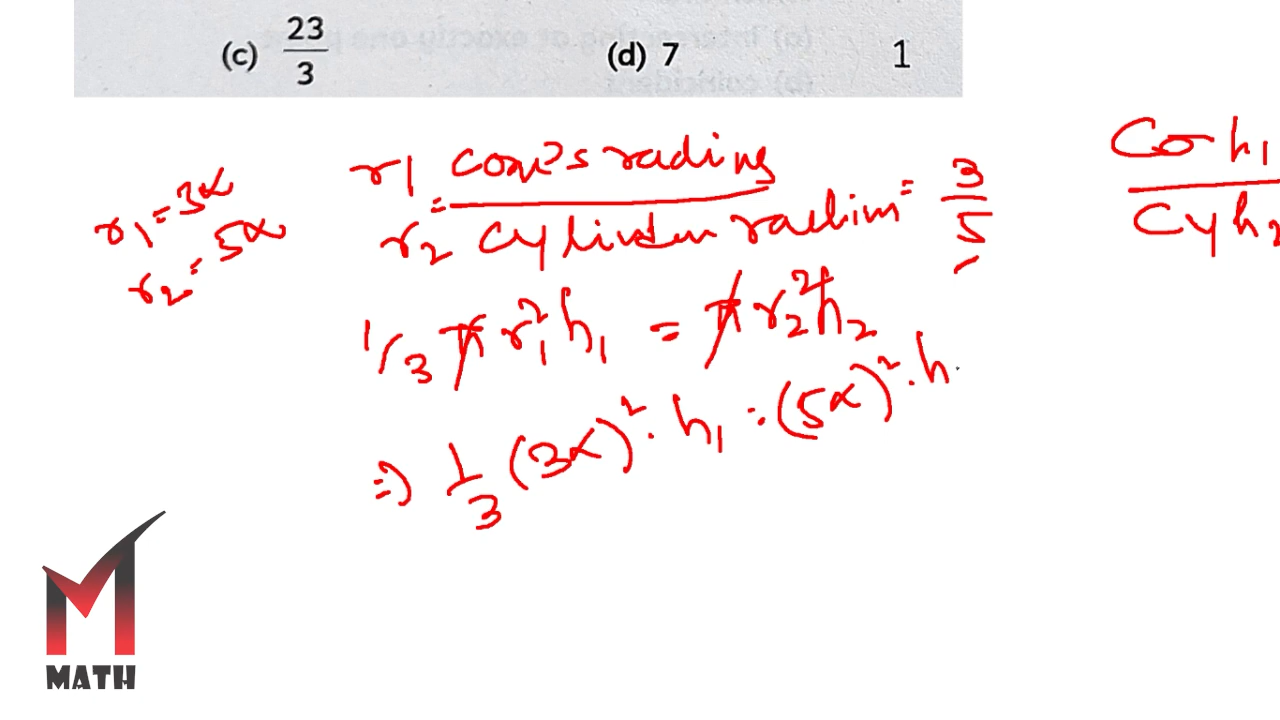 (c) 23/3 (d) 7 1
r1 = 3x
r2 = 5x
r1 cone's radius
r2 = cylinder radius = 3/5
Co h1
Cy h2
1/3 π r1² h1 = π r2² h2
=) 1/3 (3x)² . h1 = (5x)² . h
MATH